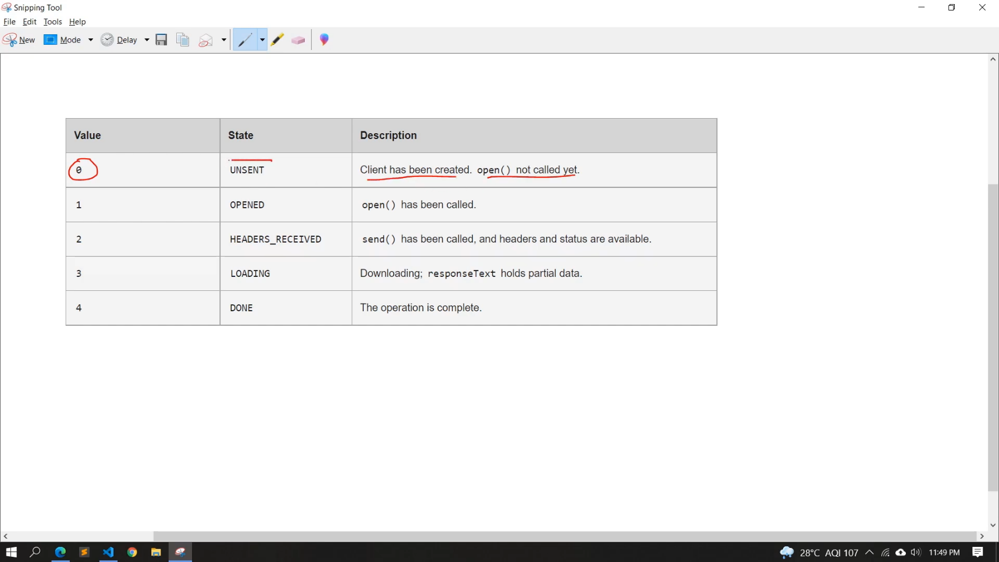 Snipping Tool
File Edit Tools Help
New Mode Delay
Value State Description
0 UNSENT Client has been created. open() not called yet.
1 OPENED open() has been called.
2 HEADERS_RECEIVED send() has been called, and headers and status are available.
3 LOADING Downloading; responseText holds partial data.
4 DONE The operation is complete.
28°C AQI 107 11:49 PM